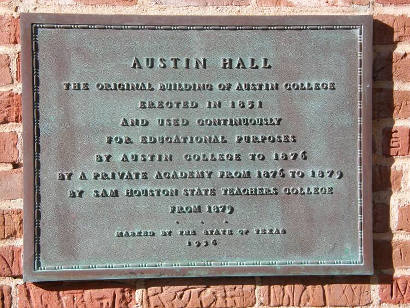 AUSTIN HALL
THE ORIGINAL BUILDING OF AUSTIN COLLEGE
ERECTED IN 1851
AND USED CONTINUOUSLY
FOR EDUCATIONAL PURPOSES
BY AUSTIN COLLEGE TO 1876
BY A PRIVATE ACADEMY FROM 1876 TO 1879
BY SAM HOUSTON STATE TEACHERS COLLEGE
FROM 1879
MARKED BY THE STATE OF TEXAS
1936